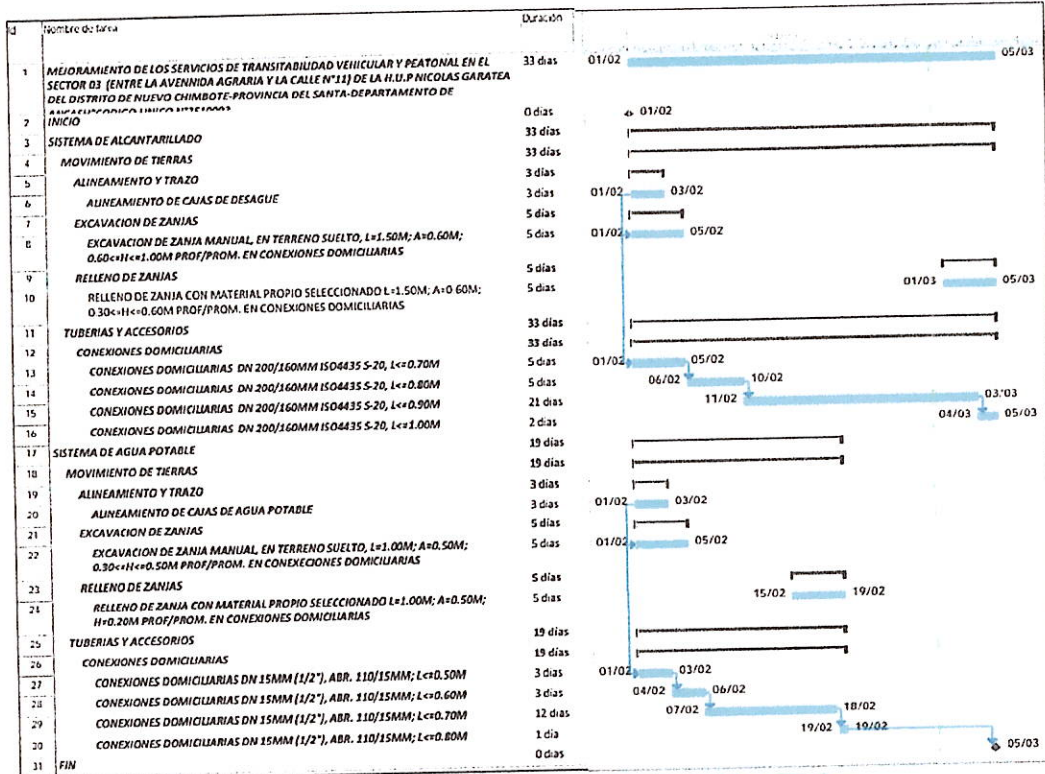 Id Nombre de tarea Duración
1 MEJORAMIENTO DE LOS SERVICIOS DE TRANSITABILIDAD VEHICULAR Y PEATONAL EN EL 33 dias 01/02 05/03
SECTOR 03 (ENTRE LA AVENNIDA AGRARIA Y LA CALLE N°11) DE LA H.U.P NICOLAS GARATEA
DEL DISTRITO DE NUEVO CHIMBOTE-PROVINCIA DEL SANTA-DEPARTAMENTO DE
2 INICIO 0 dias 01/02
3 SISTEMA DE ALCANTARILLADO 33 días
4 MOVIMIENTO DE TIERRAS 33 días
5 ALINEAMIENTO Y TRAZO 3 días
6 ALINEAMIENTO DE CAJAS DE DESAGUE 3 dias 01/02 03/02
7 EXCAVACION DE ZANJAS 5 días
8 EXCAVACION DE ZANJA MANUAL, EN TERRENO SUELTO, L=1.50M; A=0.60M; 5 dias 01/02 05/02
0.60<=H<=1.00M PROF/PROM. EN CONEXIONES DOMICILIARIAS
9 RELLENO DE ZANJAS 5 días
10 RELLENO DE ZANJA CON MATERIAL PROPIO SELECCIONADO L=1.50M; A=0.60M; 5 dias 01/03 05/03
0.30<=H<=0.60M PROF/PROM. EN CONEXIONES DOMICILIARIAS
11 TUBERIAS Y ACCESORIOS 33 días
12 CONEXIONES DOMICILIARIAS 33 días
13 CONEXIONES DOMICILIARIAS DN 200/160MM ISO4435 S-20, L<=0.70M 5 dias 01/02 05/02
14 CONEXIONES DOMICILIARIAS DN 200/160MM ISO4435 S-20, L<=0.80M 5 dias 06/02 10/02
15 CONEXIONES DOMICILIARIAS DN 200/160MM ISO4435 S-20, L<=0.90M 21 dias 11/02 03/03
16 CONEXIONES DOMICILIARIAS DN 200/160MM ISO4435 S-20, L<=1.00M 2 dias 04/03 05/03
17 SISTEMA DE AGUA POTABLE 19 días
18 MOVIMIENTO DE TIERRAS 19 días
19 ALINEAMIENTO Y TRAZO 3 días
20 ALINEAMIENTO DE CAJAS DE AGUA POTABLE 3 dias 01/02 03/02
21 EXCAVACION DE ZANJAS 5 días
22 EXCAVACION DE ZANJA MANUAL, EN TERRENO SUELTO, L=1.00M; A=0.50M; 5 dias 01/02 05/02
0.30<=H<=0.50M PROF/PROM. EN CONEXECIONES DOMICILIARIAS
23 RELLENO DE ZANJAS 5 días
24 RELLENO DE ZANJA CON MATERIAL PROPIO SELECCIONADO L=1.00M; A=0.50M; 5 dias 15/02 19/02
H=0.20M PROF/PROM. EN CONEXIONES DOMICILIARIAS
25 TUBERIAS Y ACCESORIOS 19 días
26 CONEXIONES DOMICILIARIAS 19 días
27 CONEXIONES DOMICILIARIAS DN 15MM (1/2"), ABR. 110/15MM; L<=0.50M 3 dias 01/02 03/02
28 CONEXIONES DOMICILIARIAS DN 15MM (1/2"), ABR. 110/15MM; L<=0.60M 3 dias 04/02 06/02
29 CONEXIONES DOMICILIARIAS DN 15MM (1/2"), ABR. 110/15MM; L<=0.70M 12 dias 07/02 18/02
30 CONEXIONES DOMICILIARIAS DN 15MM (1/2"), ABR. 110/15MM; L<=0.80M 1 dia 19/02 19/02
31 FIN 0 dias 05/03